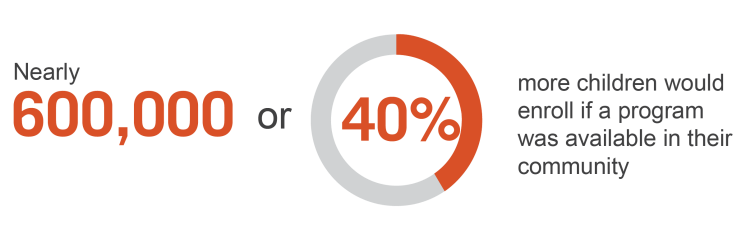 Nearly
600,000 or
40%
more children would
enroll if a program
was available in their
community